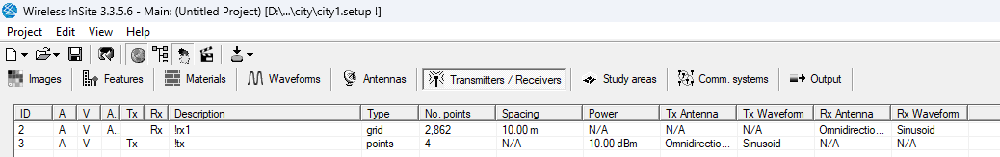 Wireless InSite 3.3.5.6 - Main: (Untitled Project) [D:\...\city\city1.setup !]
Project Edit View Help
Images Features Materials Waveforms Antennas Transmitters / Receivers Study areas Comm. systems Output
ID A V A.. Tx Rx Description Type No. points Spacing Power Tx Antenna Tx Waveform Rx Antenna Rx Waveform
2 A V A... Rx !rx1 grid 2,862 10.00 m N/A N/A N/A Omnidirectio... Sinusoid
3 A V Tx !tx points 4 N/A 10.00 dBm Omnidirectio... Sinusoid N/A N/A